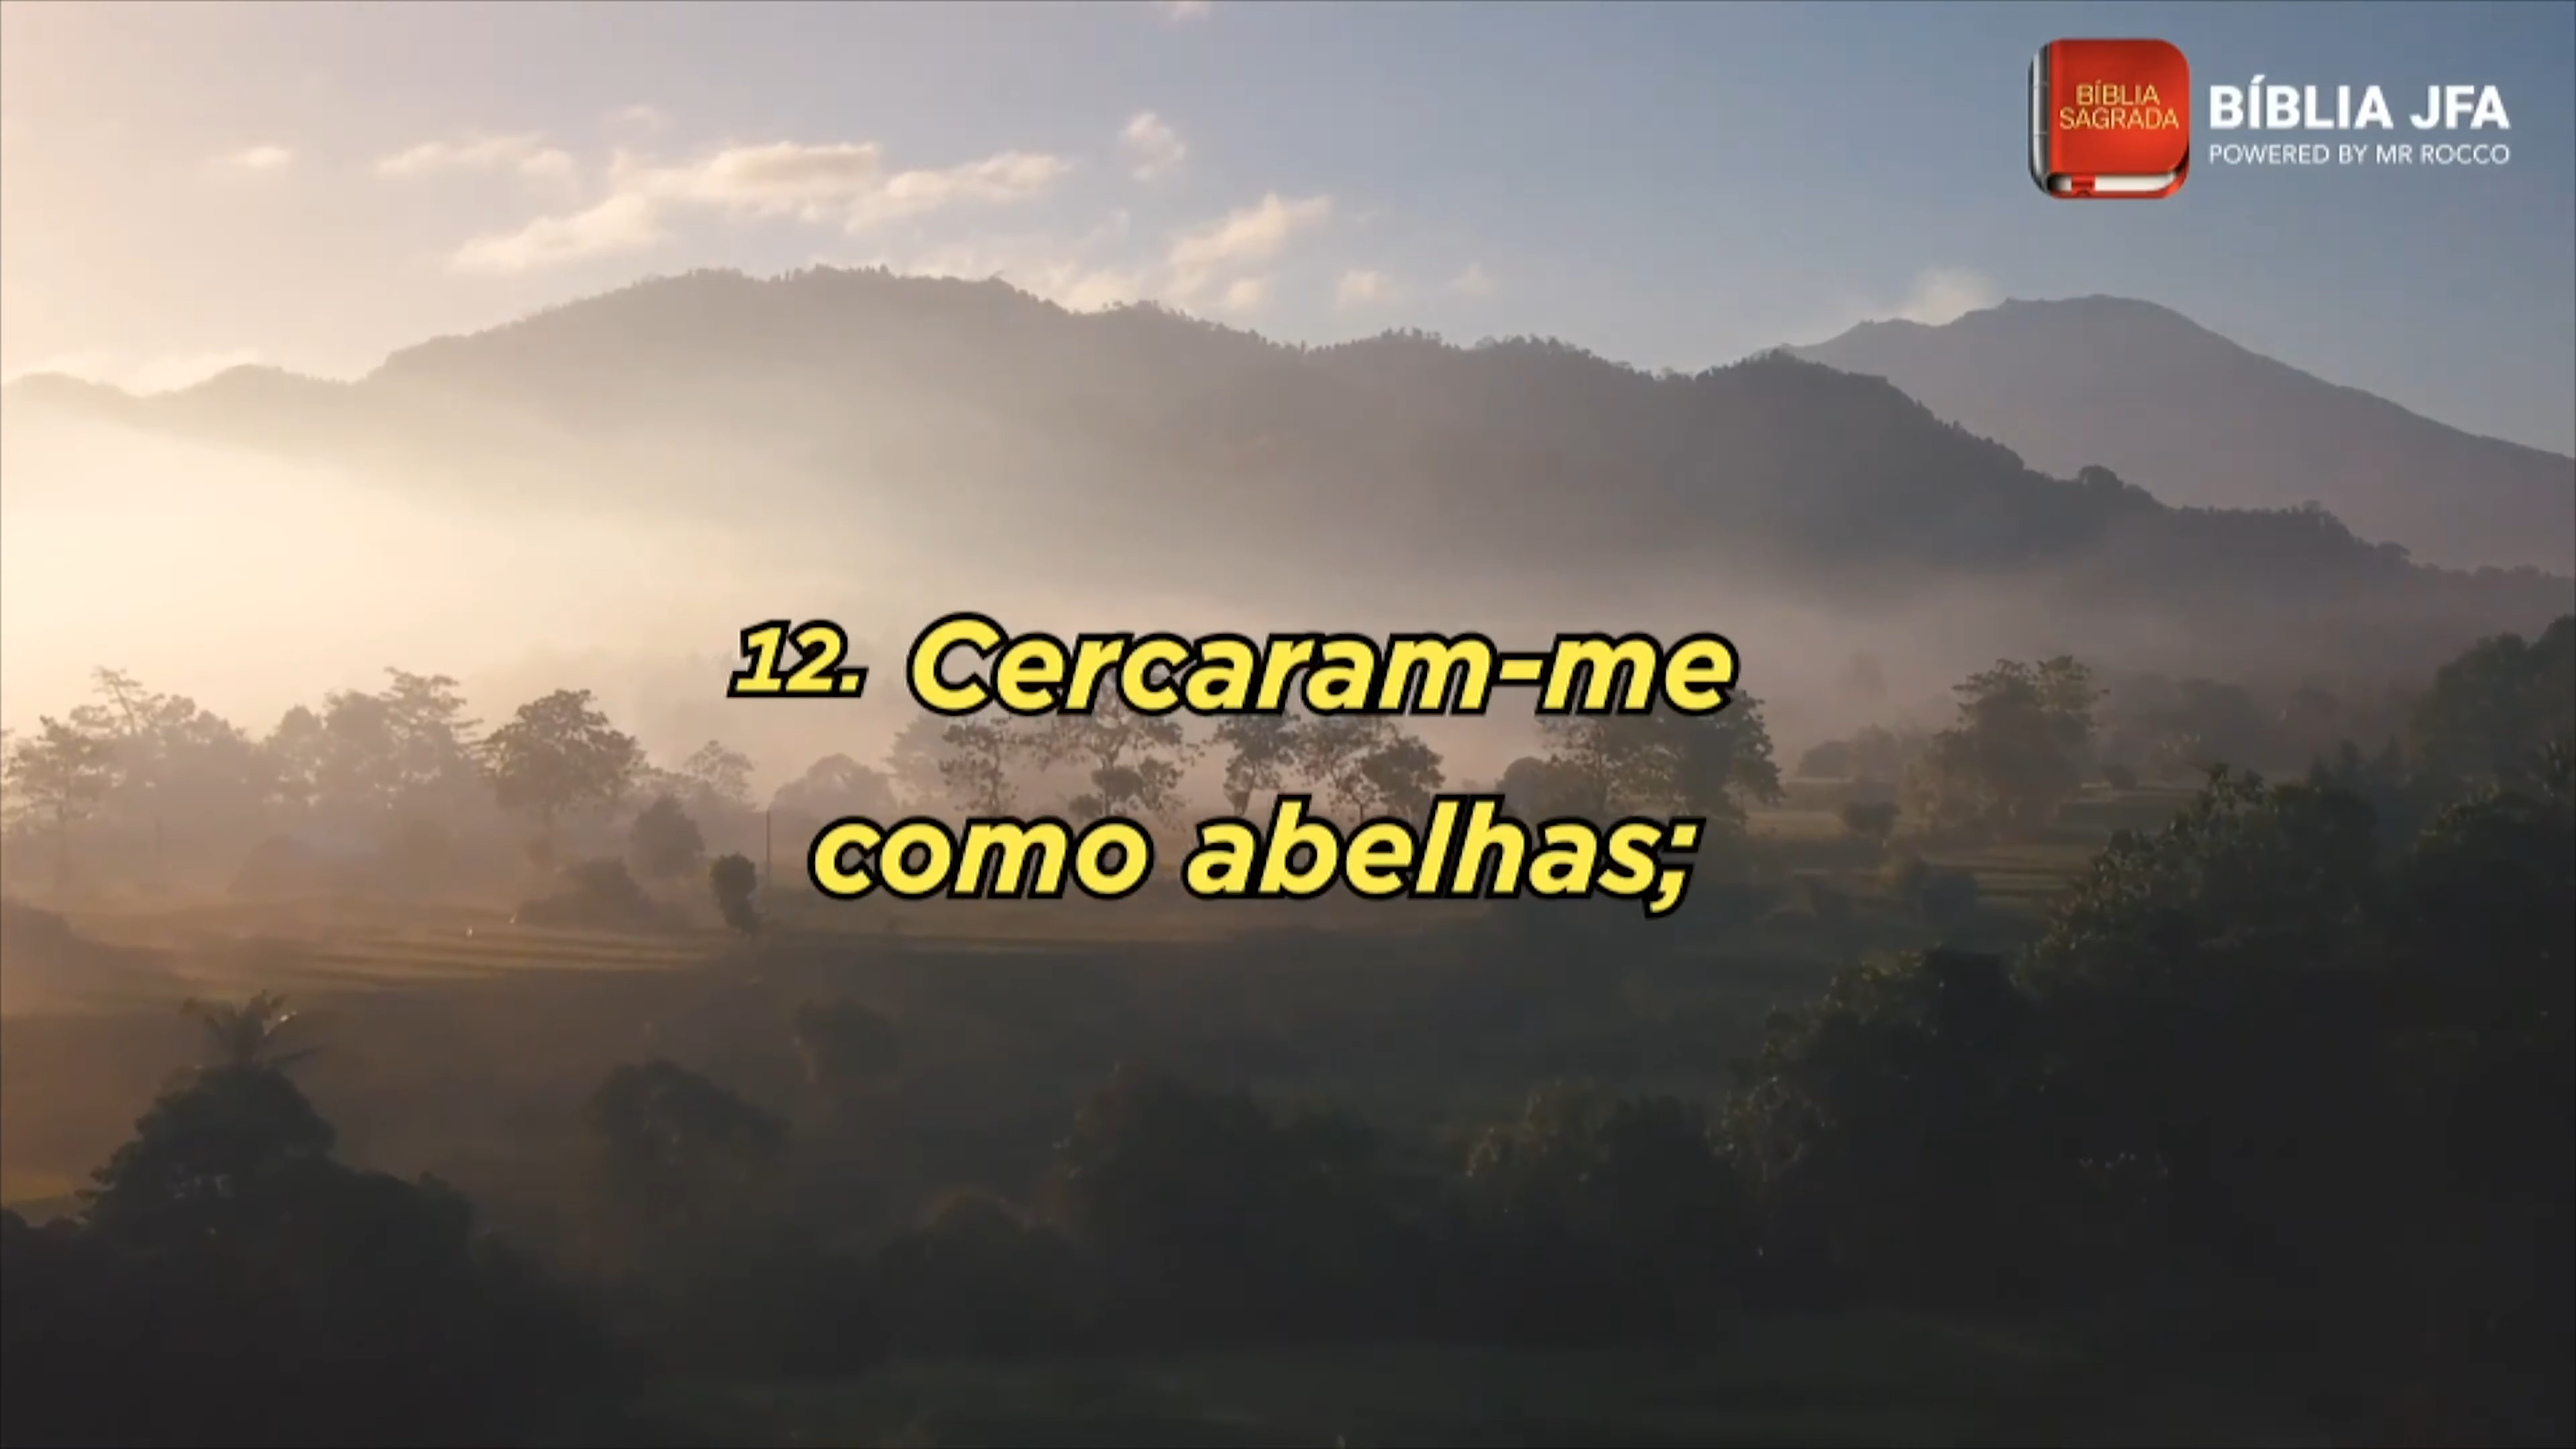 BÍBLIA
SAGRADA
BÍBLIA JFA
POWERED BY MR ROCCO
12. Cercaram-me
como abelhas;